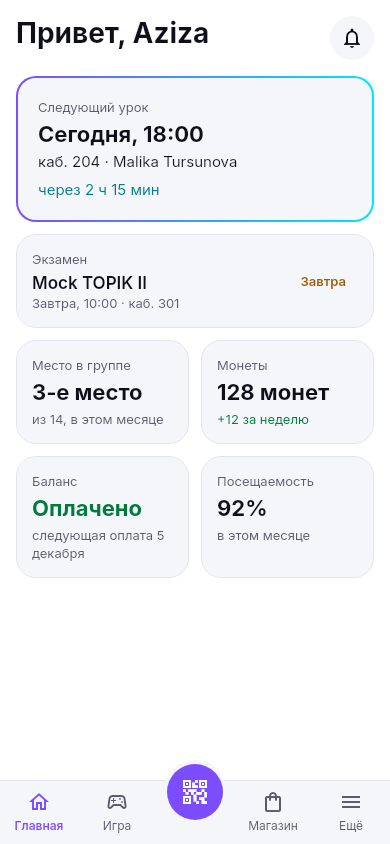 Привет, Aziza
Следующий урок
Сегодня, 18:00
каб. 204 · Malika Tursunova
через 2 ч 15 мин
Экзамен
Mock TOPIK II
Завтра
Завтра, 10:00 · каб. 301
Место в группе
3-е место
из 14, в этом месяце
Монеты
128 монет
+12 за неделю
Баланс
Оплачено
следующая оплата 5
декабря
Посещаемость
92%
в этом месяце
Главная
Игра
Магазин
Ещё